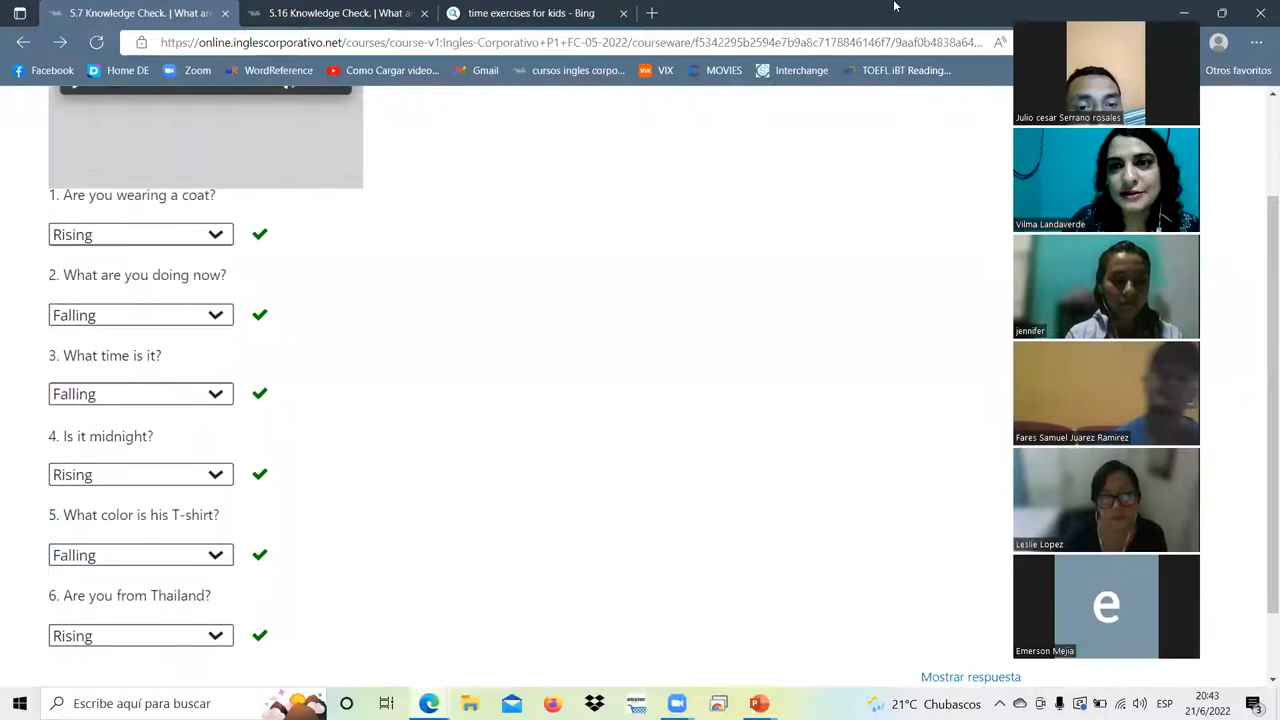 5.7 Knowledge Check. | What ar
5.16 Knowledge Check. | What a
time exercises for kids - Bing
https://online.inglescorporativo.net/courses/course-v1:Ingles-Corporativo+P1+FC-05-2022/courseware/f5342295b2594e7b9a8c7178846146f7/9aaf0b4838a64...
Facebook
Home DE
Zoom
WordReference
Como Cargar video...
Gmail
cursos ingles corpo...
VIX
MOVIES
Interchange
TOEFL iBT Reading...
Otros favoritos
1. Are you wearing a coat?
Rising
2. What are you doing now?
Falling
3. What time is it?
Falling
4. Is it midnight?
Rising
5. What color is his T-shirt?
Falling
6. Are you from Thailand?
Rising
Mostrar respuesta
Julio cesar Serrano rosales
Vilma Landaverde
jennifer
Fares Samuel Juarez Ramirez
Leslie Lopez
e
Emerson Mejia
Escribe aquí para buscar
21°C Chubascos
ESP
20:43
21/6/2022
3